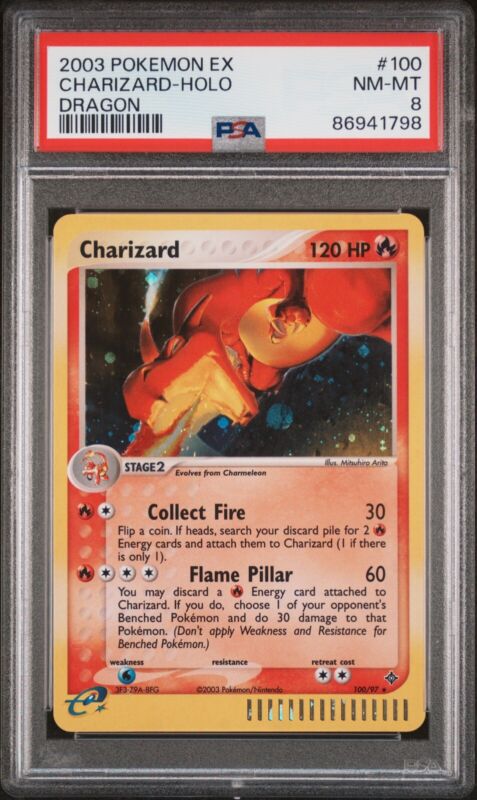 2003 POKEMON EX #100
CHARIZARD-HOLO NM-MT
DRAGON 8
PSA 86941798
Charizard 120 HP
Illus. Mitsuhiro Arita
STAGE2
Evolves from Charmeleon
Collect Fire 30
Flip a coin. If heads, search your discard pile for 2
Energy cards and attach them to Charizard (1 if there
is only 1).
Flame Pillar 60
You may discard a Energy card attached to
Charizard. If you do, choose 1 of your opponent's
Benched Pokémon and do 30 damage to that
Pokémon. (Don't apply Weakness and Resistance for
Benched Pokémon.)
weakness resistance retreat cost
3F3-Z9A-8FG ©2003 Pokémon/Nintendo 100/97
e
PSA